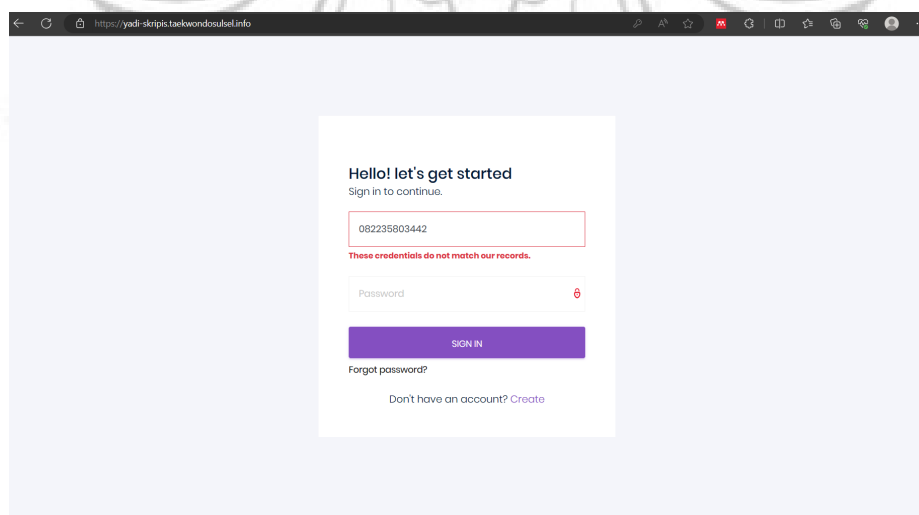 https://yadi-skripis.taekwondosulsel.info
Hello! let's get started
Sign in to continue.
082235803442
These credentials do not match our records.
Password
SIGN IN
Forgot password?
Don't have an account? Create